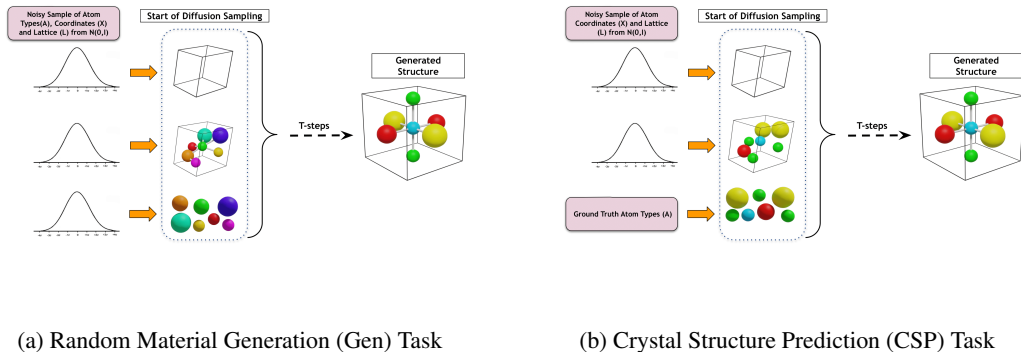 Noisy Sample of Atom
Types(A), Coordinates (X)
and Lattice (L) from N(0,I)
Start of Diffusion Sampling
Generated
Structure
T-steps
(a) Random Material Generation (Gen) Task
Noisy Sample of Atom
Coordinates (X) and Lattice
(L) from N(0,I)
Start of Diffusion Sampling
Generated
Structure
T-steps
Ground Truth Atom Types (A)
(b) Crystal Structure Prediction (CSP) Task